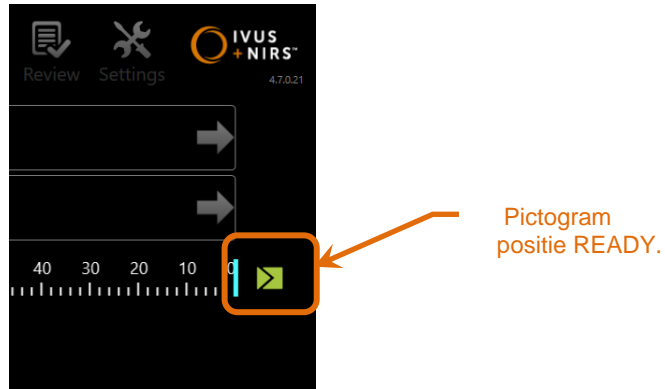 IVUS
+NIRS™
Review Settings
4.7.0.21
40 30 20 10 0
Pictogram
positie READY.